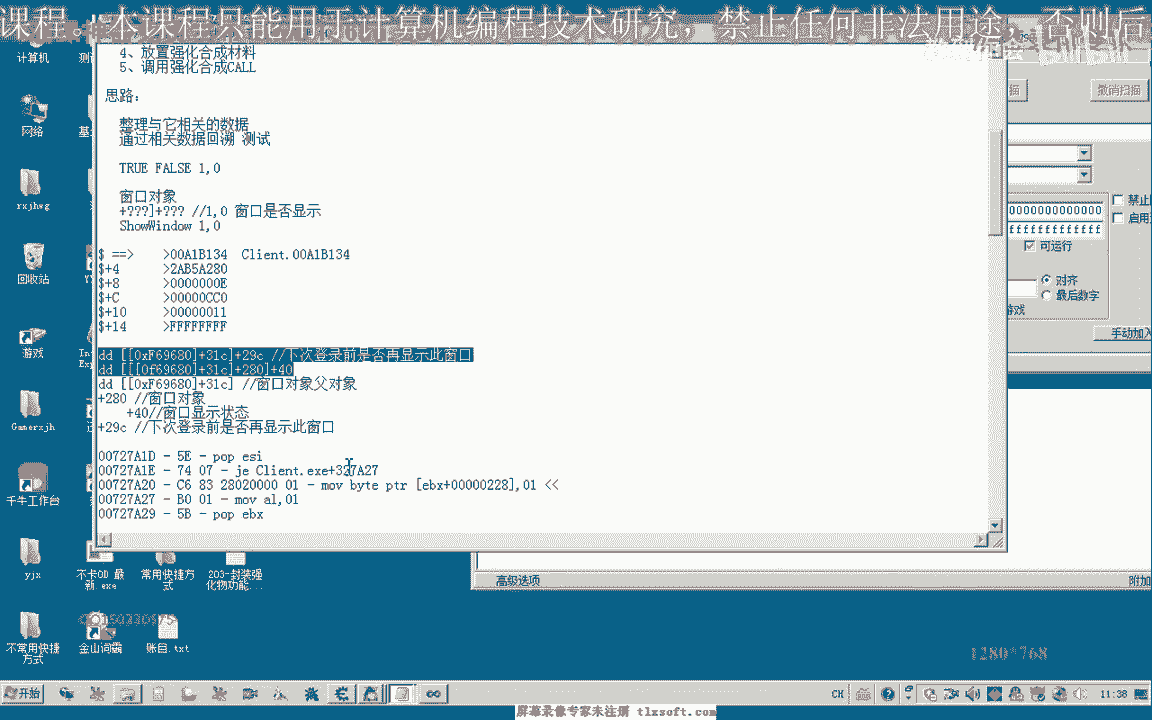 课程。本课程只能用于计算机编程技术研究，禁止任何非法用途，否则后
4、放置强化合成材料
5、调用强化合成CALL
思路:
整理与它相关的数据
通过相关数据回溯 测试
TRUE FALSE 1,0
窗口对象
+???]+??? //1,0 窗口是否显示
ShowWindow 1,0
$ ==>    >00A1B134  Client.00A1B134
$+4      >2AB5A280
$+8      >0000000E
$+C      >00000CC0
$+10     >00000011
$+14     >FFFFFFFF
dd [[0xF69680]+31c]+29c //下次登录前是否再显示此窗口
dd [[[0f69680]+31c]+280]+40
dd [[0xF69680]+31c] //窗口对象父对象
+280 //窗口对象
+40//窗口显示状态
+29c //下次登录前是否再显示此窗口
00727A1D - 5E - pop esi
00727A1E - 74 07 - je Client.exe+327A27
00727A20 - C6 83 28020000 01 - mov byte ptr [ebx+00000228],01 <<
00727A27 - B0 01 - mov al,01
00727A29 - 5B - pop ebx
计算机
网络
rxjhwg
回收站
游戏
Gamerxjh
千牛工作台
yjx
不常用快捷方式
不卡OD 最新.exe
常用快捷方式
203-封装强化物功能...
金山词霸
账目.txt
撤消扫描
0000000000000
fffffffffffff
禁止
启用
可运行
对齐
最后数字
游戏
手动加入
高级选项
附加
1280*768
开始
CH
11:38
屏幕录像专家未注册 tlxsoft.com